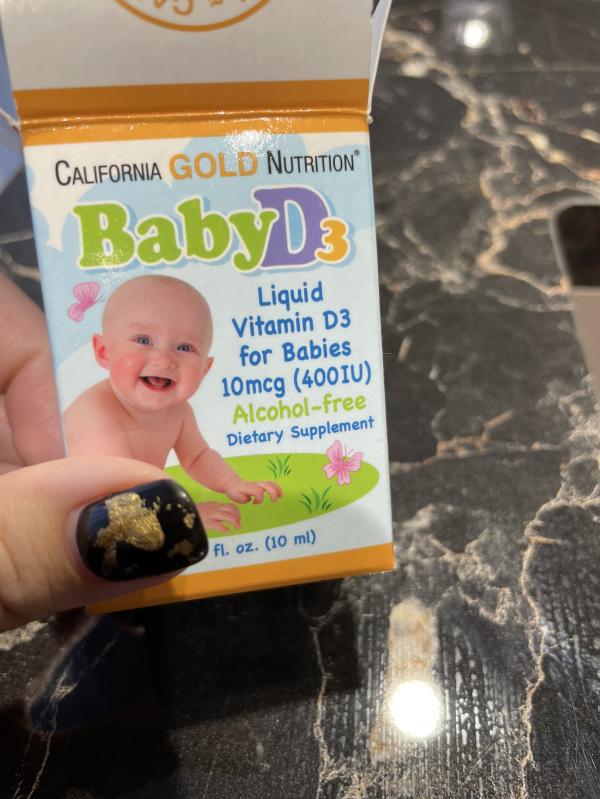 CALIFORNIA GOLD NUTRITION®
BabyD3
Liquid
Vitamin D3
for Babies
10mcg (400IU)
Alcohol-free
Dietary Supplement
fl. oz. (10 ml)